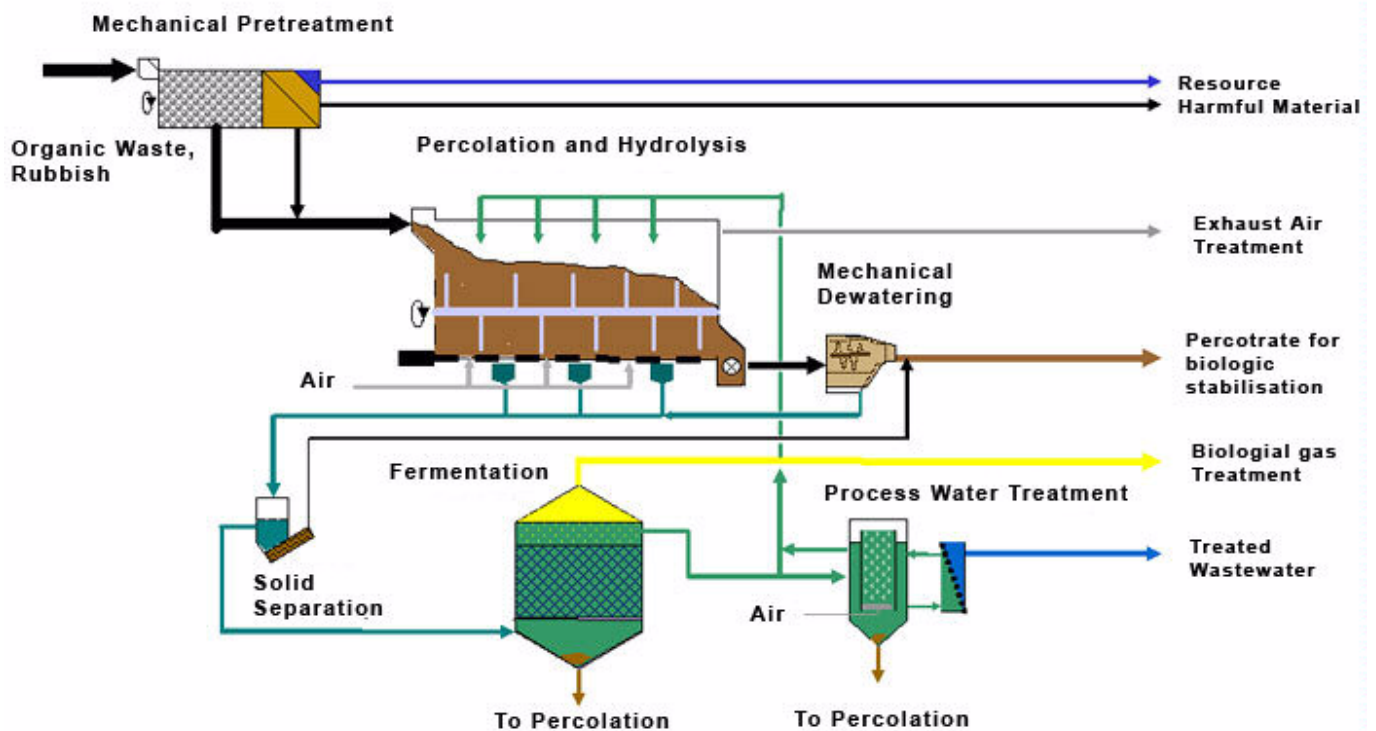 Mechanical Pretreatment
Resource
Harmful Material
Organic Waste,
Rubbish
Percolation and Hydrolysis
Exhaust Air
Treatment
Mechanical
Dewatering
Percotrate for
biologic
stabilisation
Air
Fermentation
Biologial gas
Treatment
Process Water Treatment
Treated
Wastewater
Solid
Separation
Air
To Percolation
To Percolation